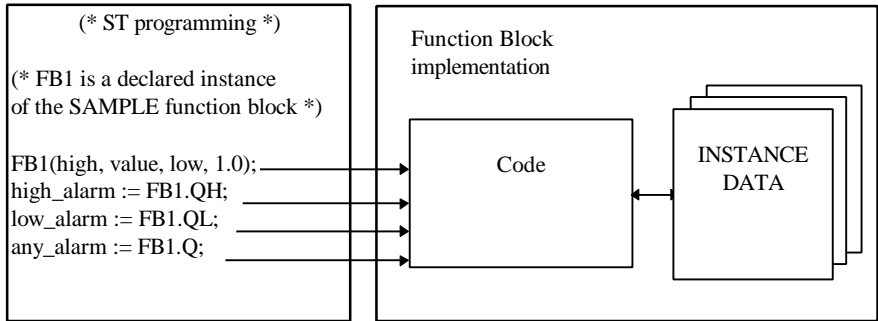 (* ST programming *)
(* FB1 is a declared instance
of the SAMPLE function block *)
FB1(high, value, low, 1.0);
high_alarm := FB1.QH;
low_alarm := FB1.QL;
any_alarm := FB1.Q;
Function Block
implementation
Code
INSTANCE
DATA